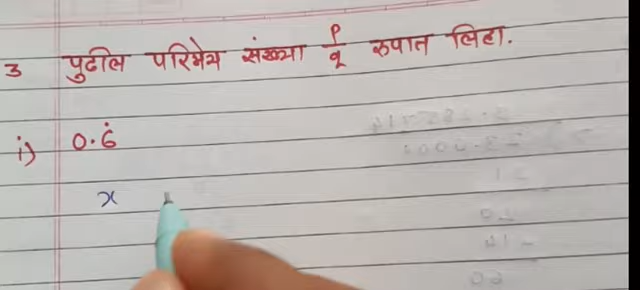 3 पुढील परिमेय संख्या p/q रुपात लिहा.
i) 0.6̇
x